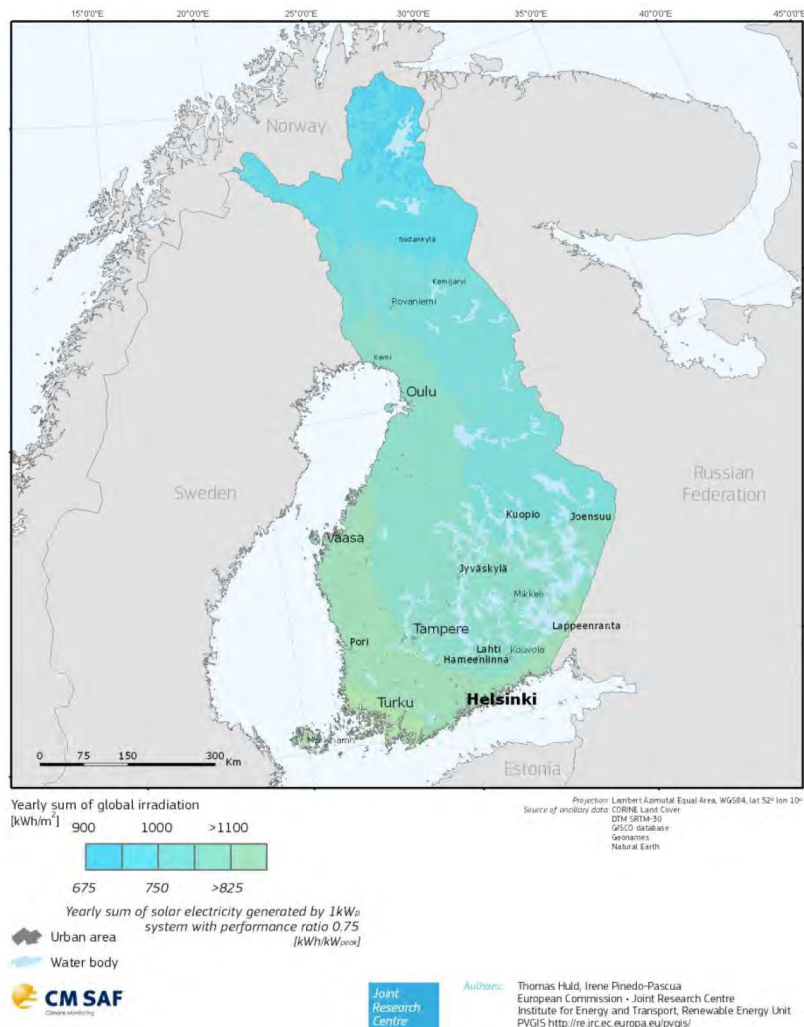 15°0'0"E 20°0'0"E 25°0'0"E 30°0'0"E 35°0'0"E 40°0'0"E 45°0'0"E
Norway
Sodankylä
Kemijärvi
Rovaniemi
Kemi
Oulu
Sweden
Russian
Federation
Kuopio
Joensuu
Vaasa
Jyväskylä
Mikkeli
Lappeenranta
Tampere
Pori
Lahti
Kouvola
Hameenlinna
Helsinki
Turku
0 75 150 300 Km
Estonia
Yearly sum of global irradiation
[kWh/m²]
900 1000 >1100
675 750 >825
Yearly sum of solar electricity generated by 1kWp
system with performance ratio 0.75
[kWh/kWpeak]
Urban area
Water body
Projection: Lambert Azimutal Equal Area, WGS84, lat 52° lon 10°
Source of ancillary data: CORINE Land Cover
DTM SRTM-30
GISCO database
Geonames
Natural Earth
CM SAF
Climate Monitoring
Joint
Research
Centre
Authors: Thomas Huld, Irene Pinedo-Pascua
European Commission • Joint Research Centre
Institute for Energy and Transport, Renewable Energy Unit
PVGIS http://re.jrc.ec.europa.eu/pvgis/